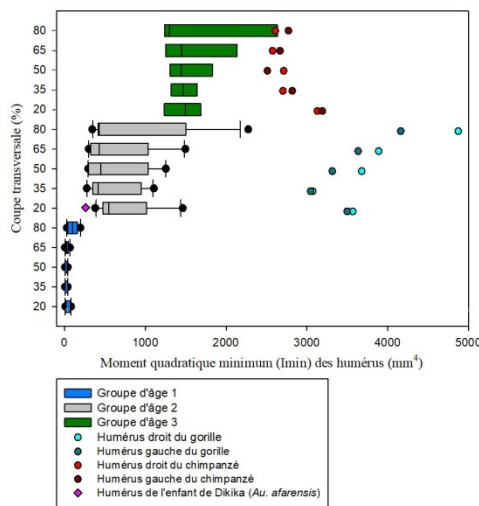 80
65
50
35
20
80
65
50
35
20
80
65
50
35
20
Coupe transversale (%)
0 1000 2000 3000 4000 5000
Moment quadratique minimum (Imin) des humérus (mm⁴)
Groupe d'âge 1
Groupe d'âge 2
Groupe d'âge 3
Humérus droit du gorille
Humérus gauche du gorille
Humérus droit du chimpanzé
Humérus gauche du chimpanzé
Humérus de l'enfant de Dikika (Au. afarensis)